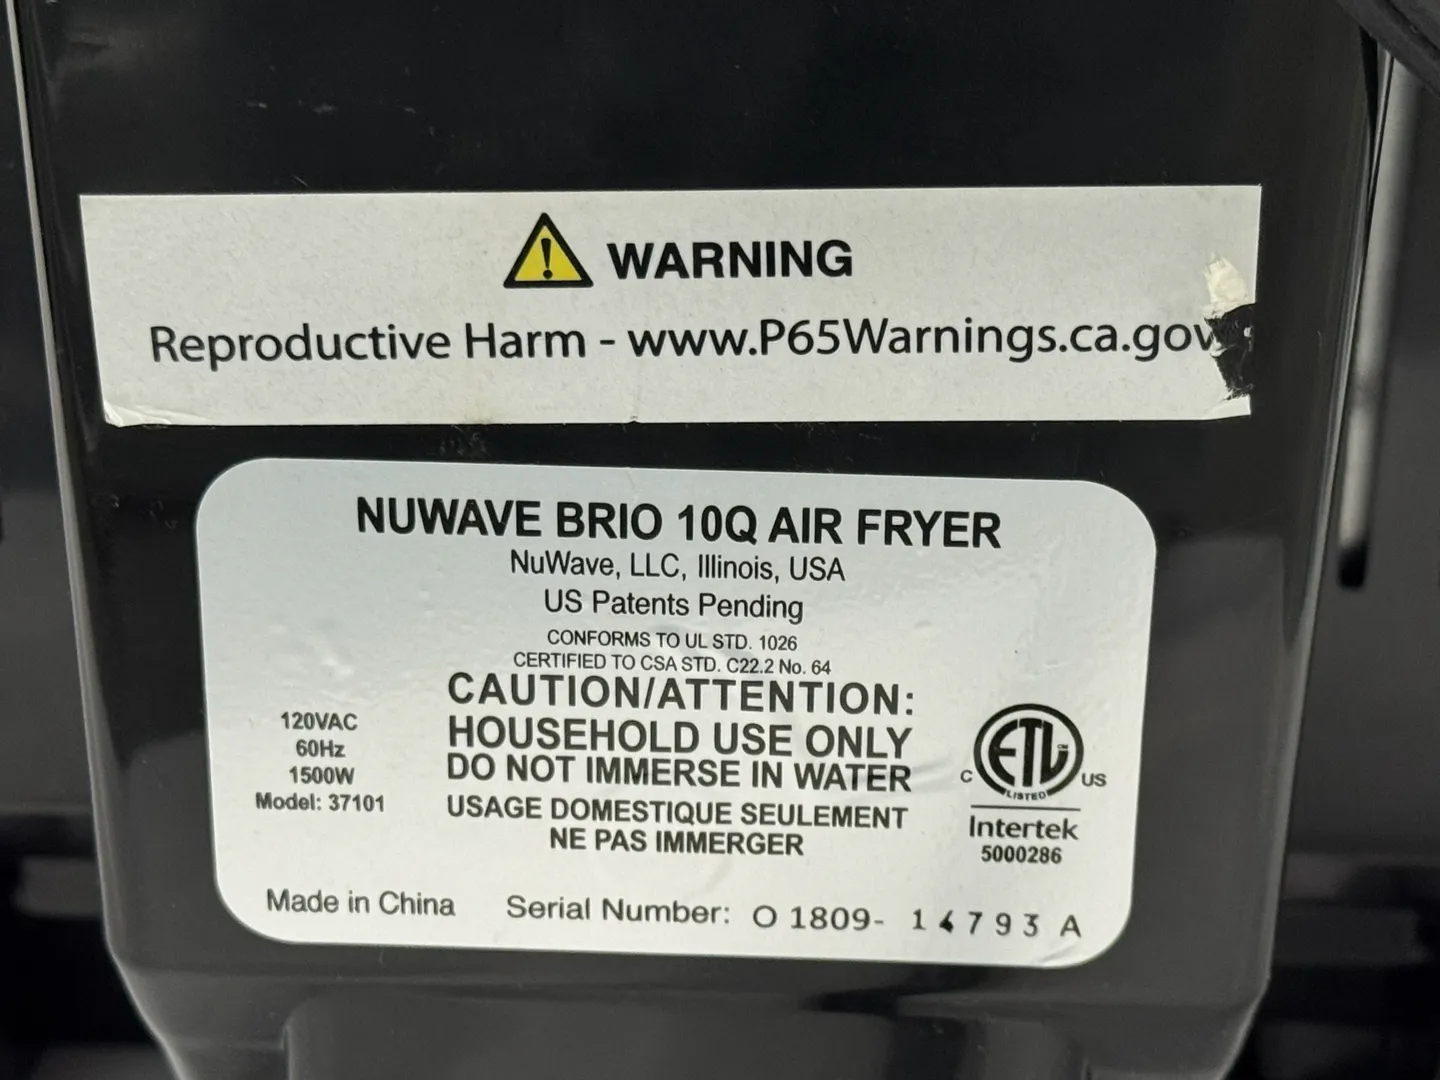 WARNING
Reproductive Harm - www.P65Warnings.ca.gov
NUWAVE BRIO 10Q AIR FRYER
NuWave, LLC, Illinois, USA
US Patents Pending
CONFORMS TO UL STD. 1026
CERTIFIED TO CSA STD. C22.2 No. 64
CAUTION/ATTENTION:
HOUSEHOLD USE ONLY
DO NOT IMMERSE IN WATER
USAGE DOMESTIQUE SEULEMENT
NE PAS IMMERGER
120VAC
60Hz
1500W
Model: 37101
ETL
C US
LISTED
Intertek
5000286
Made in China
Serial Number: O 1809- 14793 A